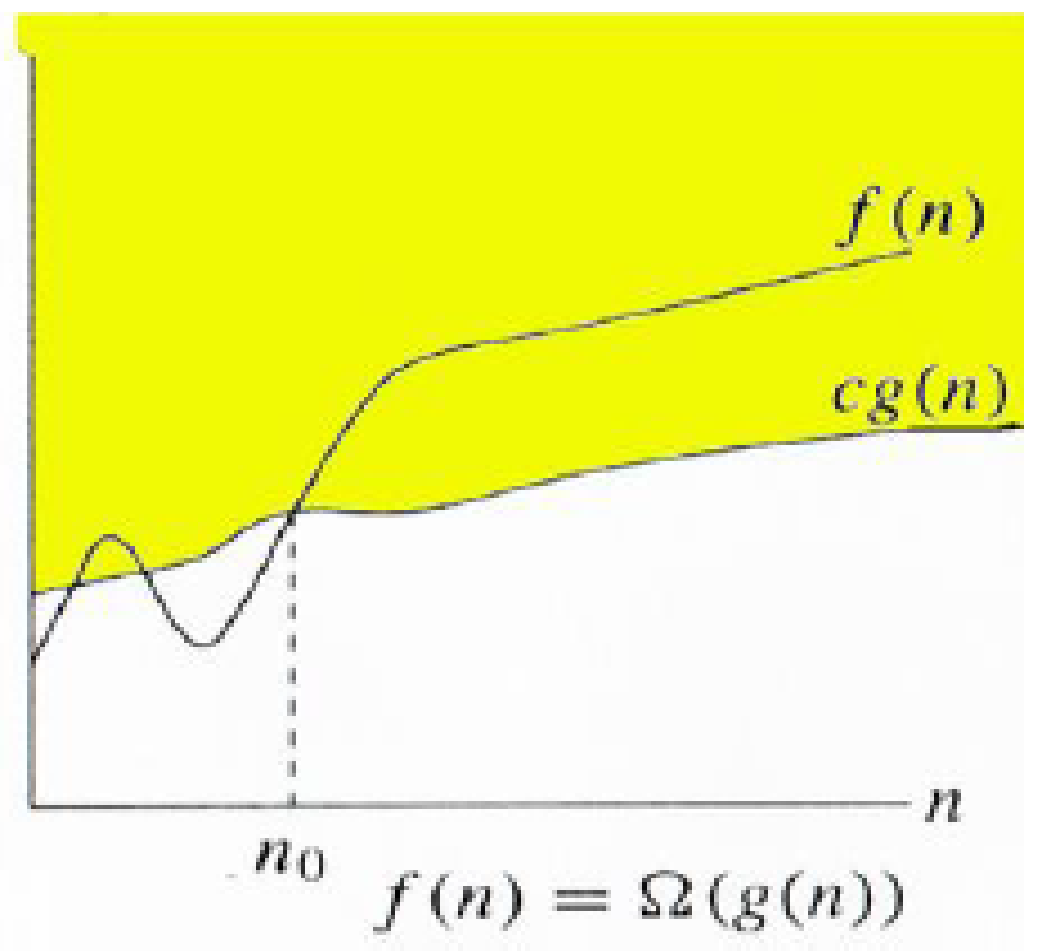 f(n)
cg(n)
n
n₀
f(n) = Ω(g(n))